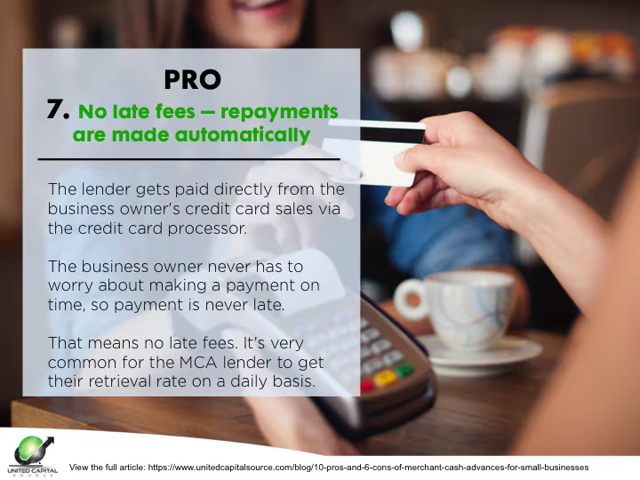 PRO
7. No late fees — repayments
are made automatically
The lender gets paid directly from the
business owner's credit card sales via
the credit card processor.
The business owner never has to
worry about making a payment on
time, so payment is never late.
That means no late fees. It's very
common for the MCA lender to get
their retrieval rate on a daily basis.
UNITED CAPITAL
SOURCE
View the full article: https://www.unitedcapitalsource.com/blog/10-pros-and-6-cons-of-merchant-cash-advances-for-small-businesses